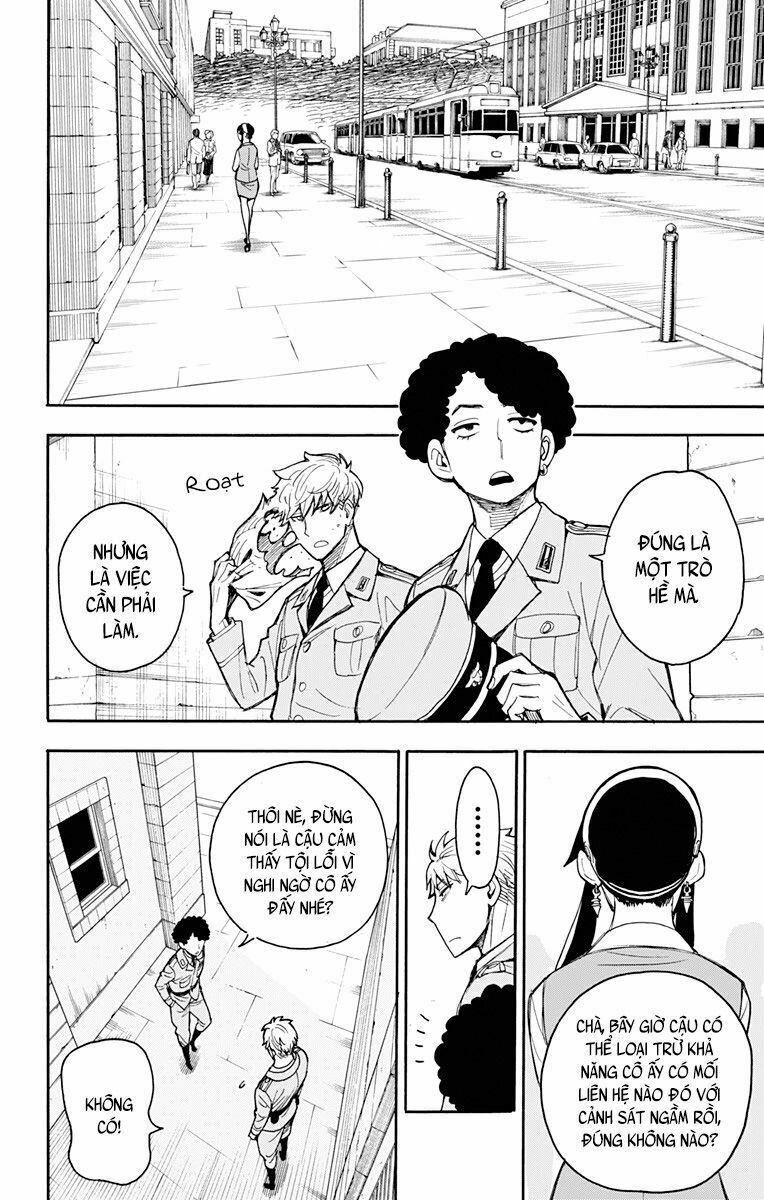 ĐÚNG LÀ
MỘT TRÒ
HỀ MÀ.
Roạt
NHƯNG
LÀ VIỆC
CẦN PHẢI
LÀM.
CHÀ, BÂY GIỜ CẬU CÓ
THỂ LOẠI TRỪ KHẢ
NĂNG CÔ ẤY CÓ MỐI
LIÊN HỆ NÀO ĐÓ VỚI
CẢNH SÁT NGẦM RỒI,
ĐÚNG KHÔNG NÀO?
......
THÔI NÈ, ĐỪNG
NÓI LÀ CẬU CẢM
THẤY TỘI LỖI VÌ
NGHI NGỜ CÔ ẤY
ĐẤY NHÉ?
KHÔNG
CÓ!